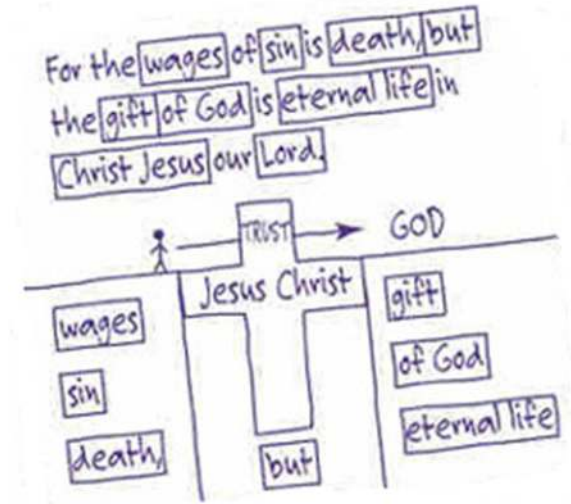 For the wages of sin is death, but
the gift of God is eternal life in
Christ Jesus our Lord.
TRUST
GOD
Jesus Christ
wages
sin
death,
but
gift
of God
eternal life